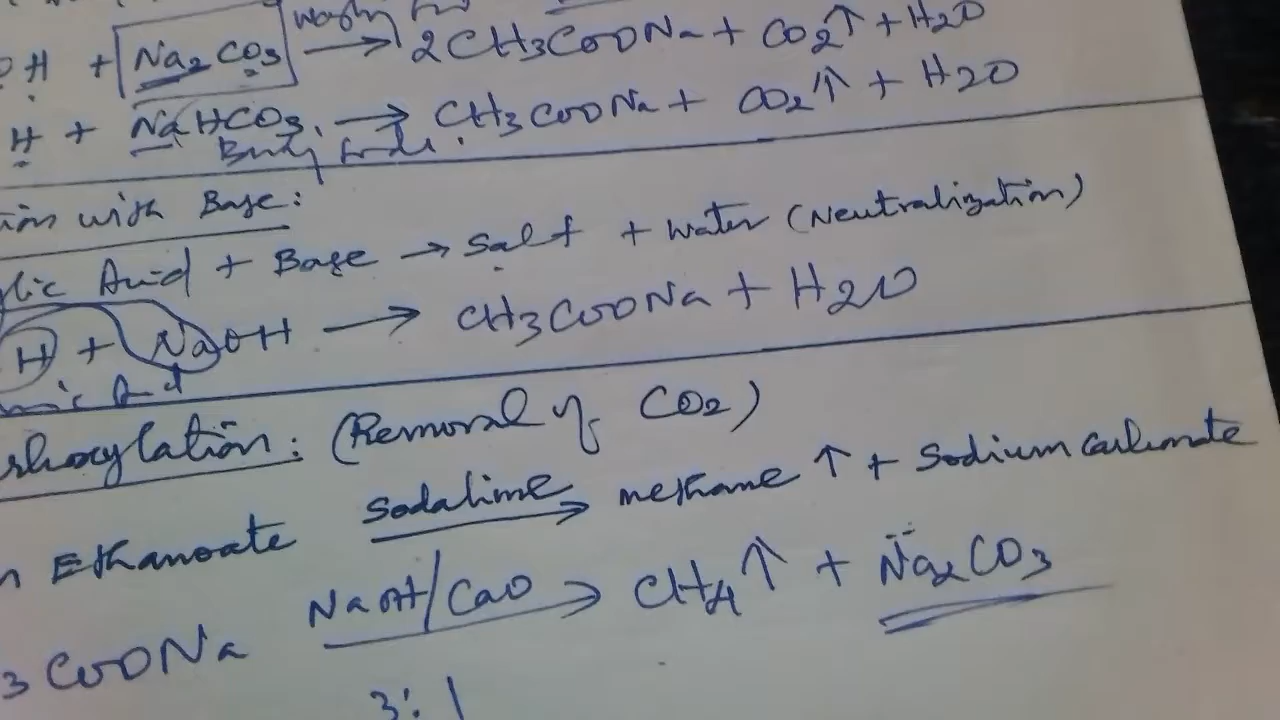 H + Na2CO3 → 2CH3COONa + CO2↑ + H2O
H + NaHCO3 → CH3COONa + CO2↑ + H2O
with Base:
Acid + Base → Salt + Water (Neutralization)
H + NaOH → CH3COONa + H2O
(Removal of CO2)
Ethanoate Sodalime → methane ↑ + Sodium Carbonate
3COONa NaOH/CaO → CH4↑ + Na2CO3
3:1